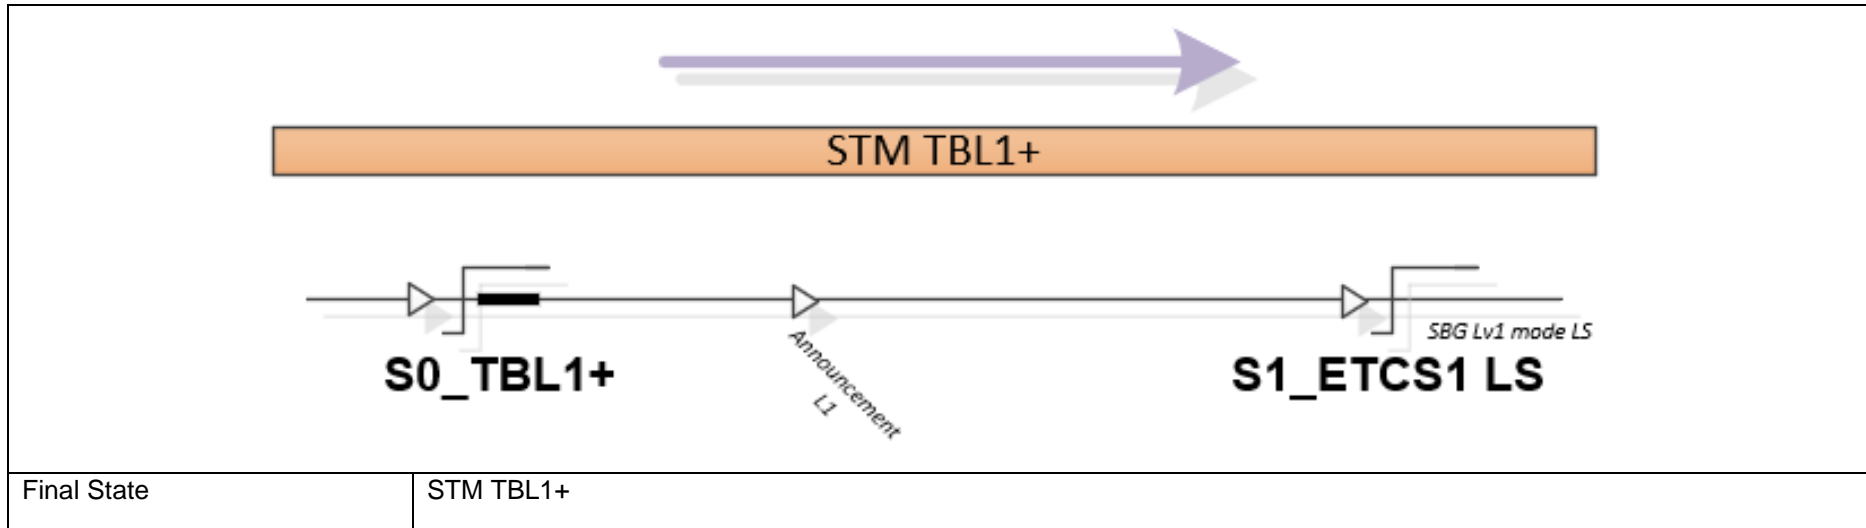 STM TBL1+
SBG Lv1 mode LS
S0_TBL1+
Announcement
L1
S1_ETCS1 LS
Final State
STM TBL1+